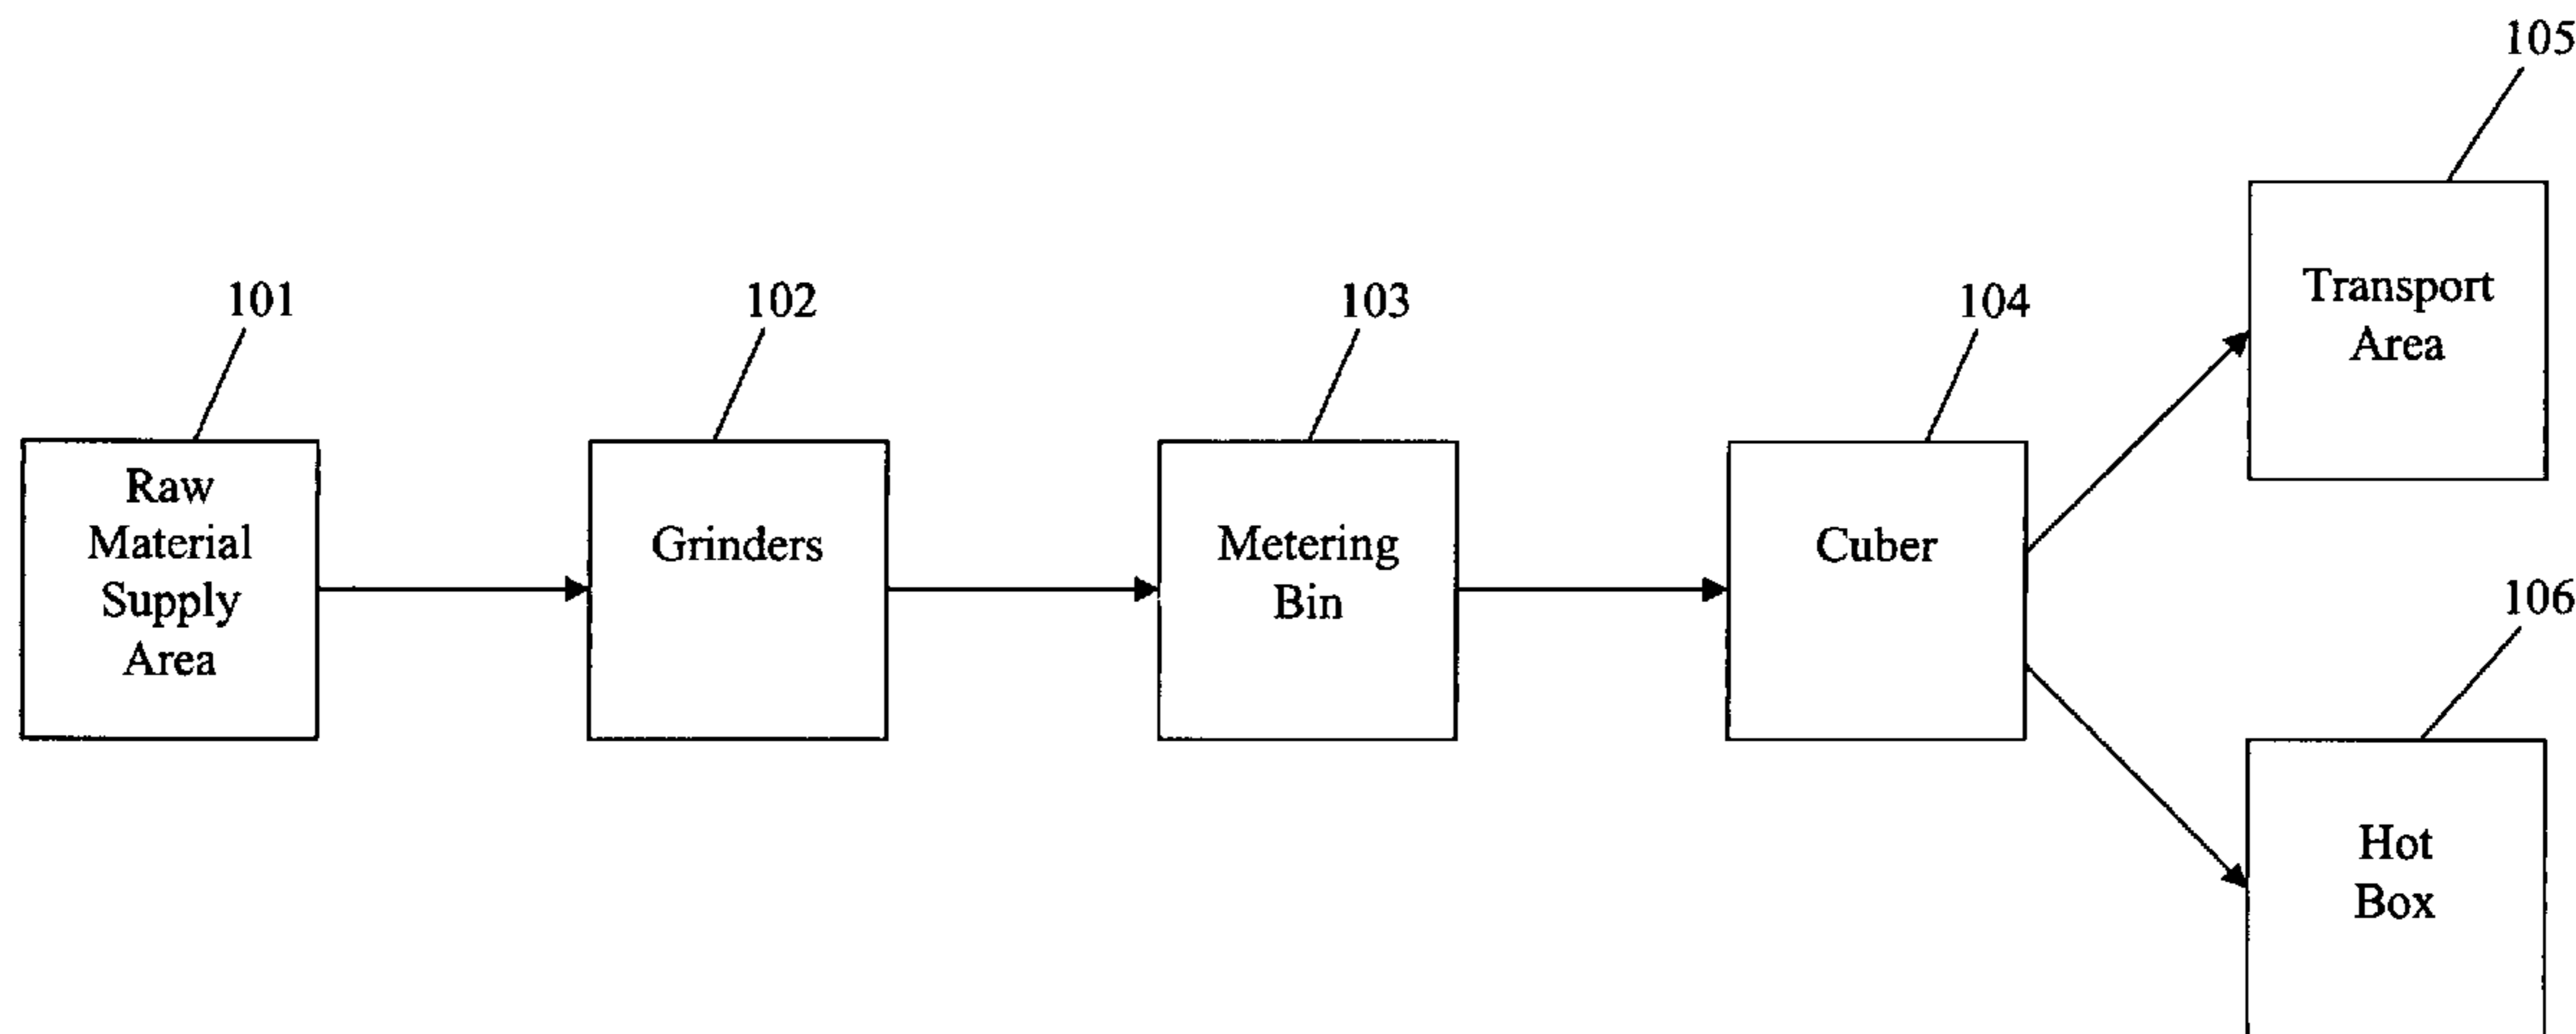 105
Transport
Area
101
102
103
104
Raw
Material
Supply
Area
Grinders
Metering
Bin
Cuber
106
Hot
Box